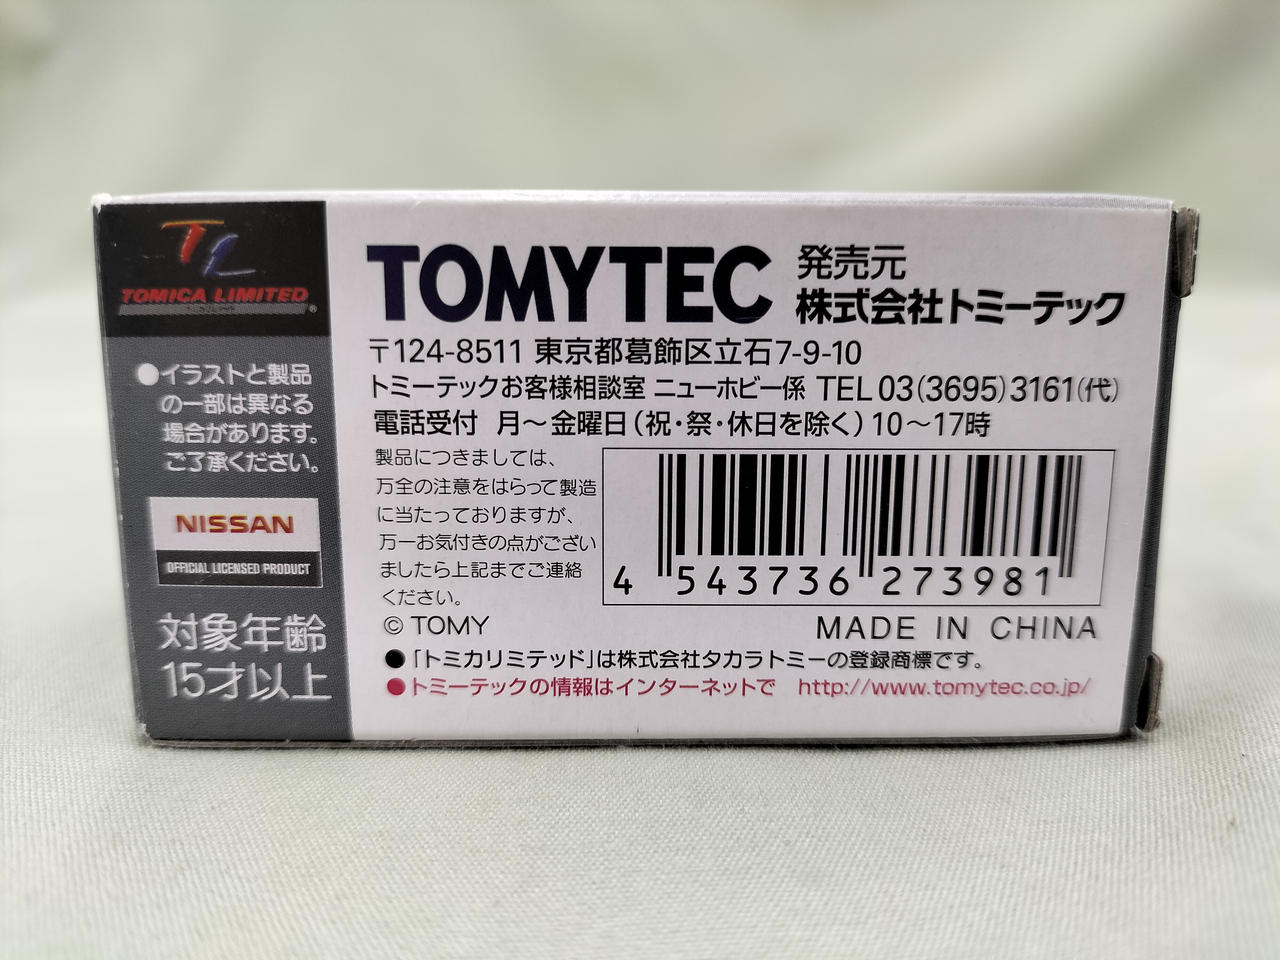 TL
TOMICA LIMITED
®
●イラストと製品
の一部は異なる
場合があります。
ご了承ください。
NISSAN
OFFICIAL LICENSED PRODUCT
対象年齢
15才以上
TOMYTEC
発売元
株式会社トミーテック
〒124-8511 東京都葛飾区立石7-9-10
トミーテックお客様相談室 ニューホビー係 TEL 03(3695)3161(代)
電話受付 月～金曜日(祝・祭・休日を除く)10～17時
製品につきましては、
万全の注意をはらって製造
に当たっておりますが、
万一お気付きの点がござい
ましたら上記までご連絡
ください。
4 543736 273981
© TOMY
MADE IN CHINA
●「トミカリミテッド」は株式会社タカラトミーの登録商標です。
●トミーテックの情報はインターネットで http://www.tomytec.co.jp/